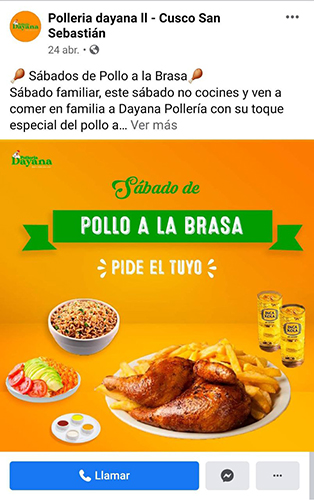 Polleria dayana ll - Cusco San
Sebastián
24 abr. •
Sábados de Pollo a la Brasa
Sábado familiar, este sábado no cocines y ven a
comer en familia a Dayana Pollería con su toque
especial del pollo a... Ver más
Pollería
Dayana
Sábado de
POLLO A LA BRASA
PIDE EL TUYO
INCA
KOLA
INCA
KOLA
Llamar